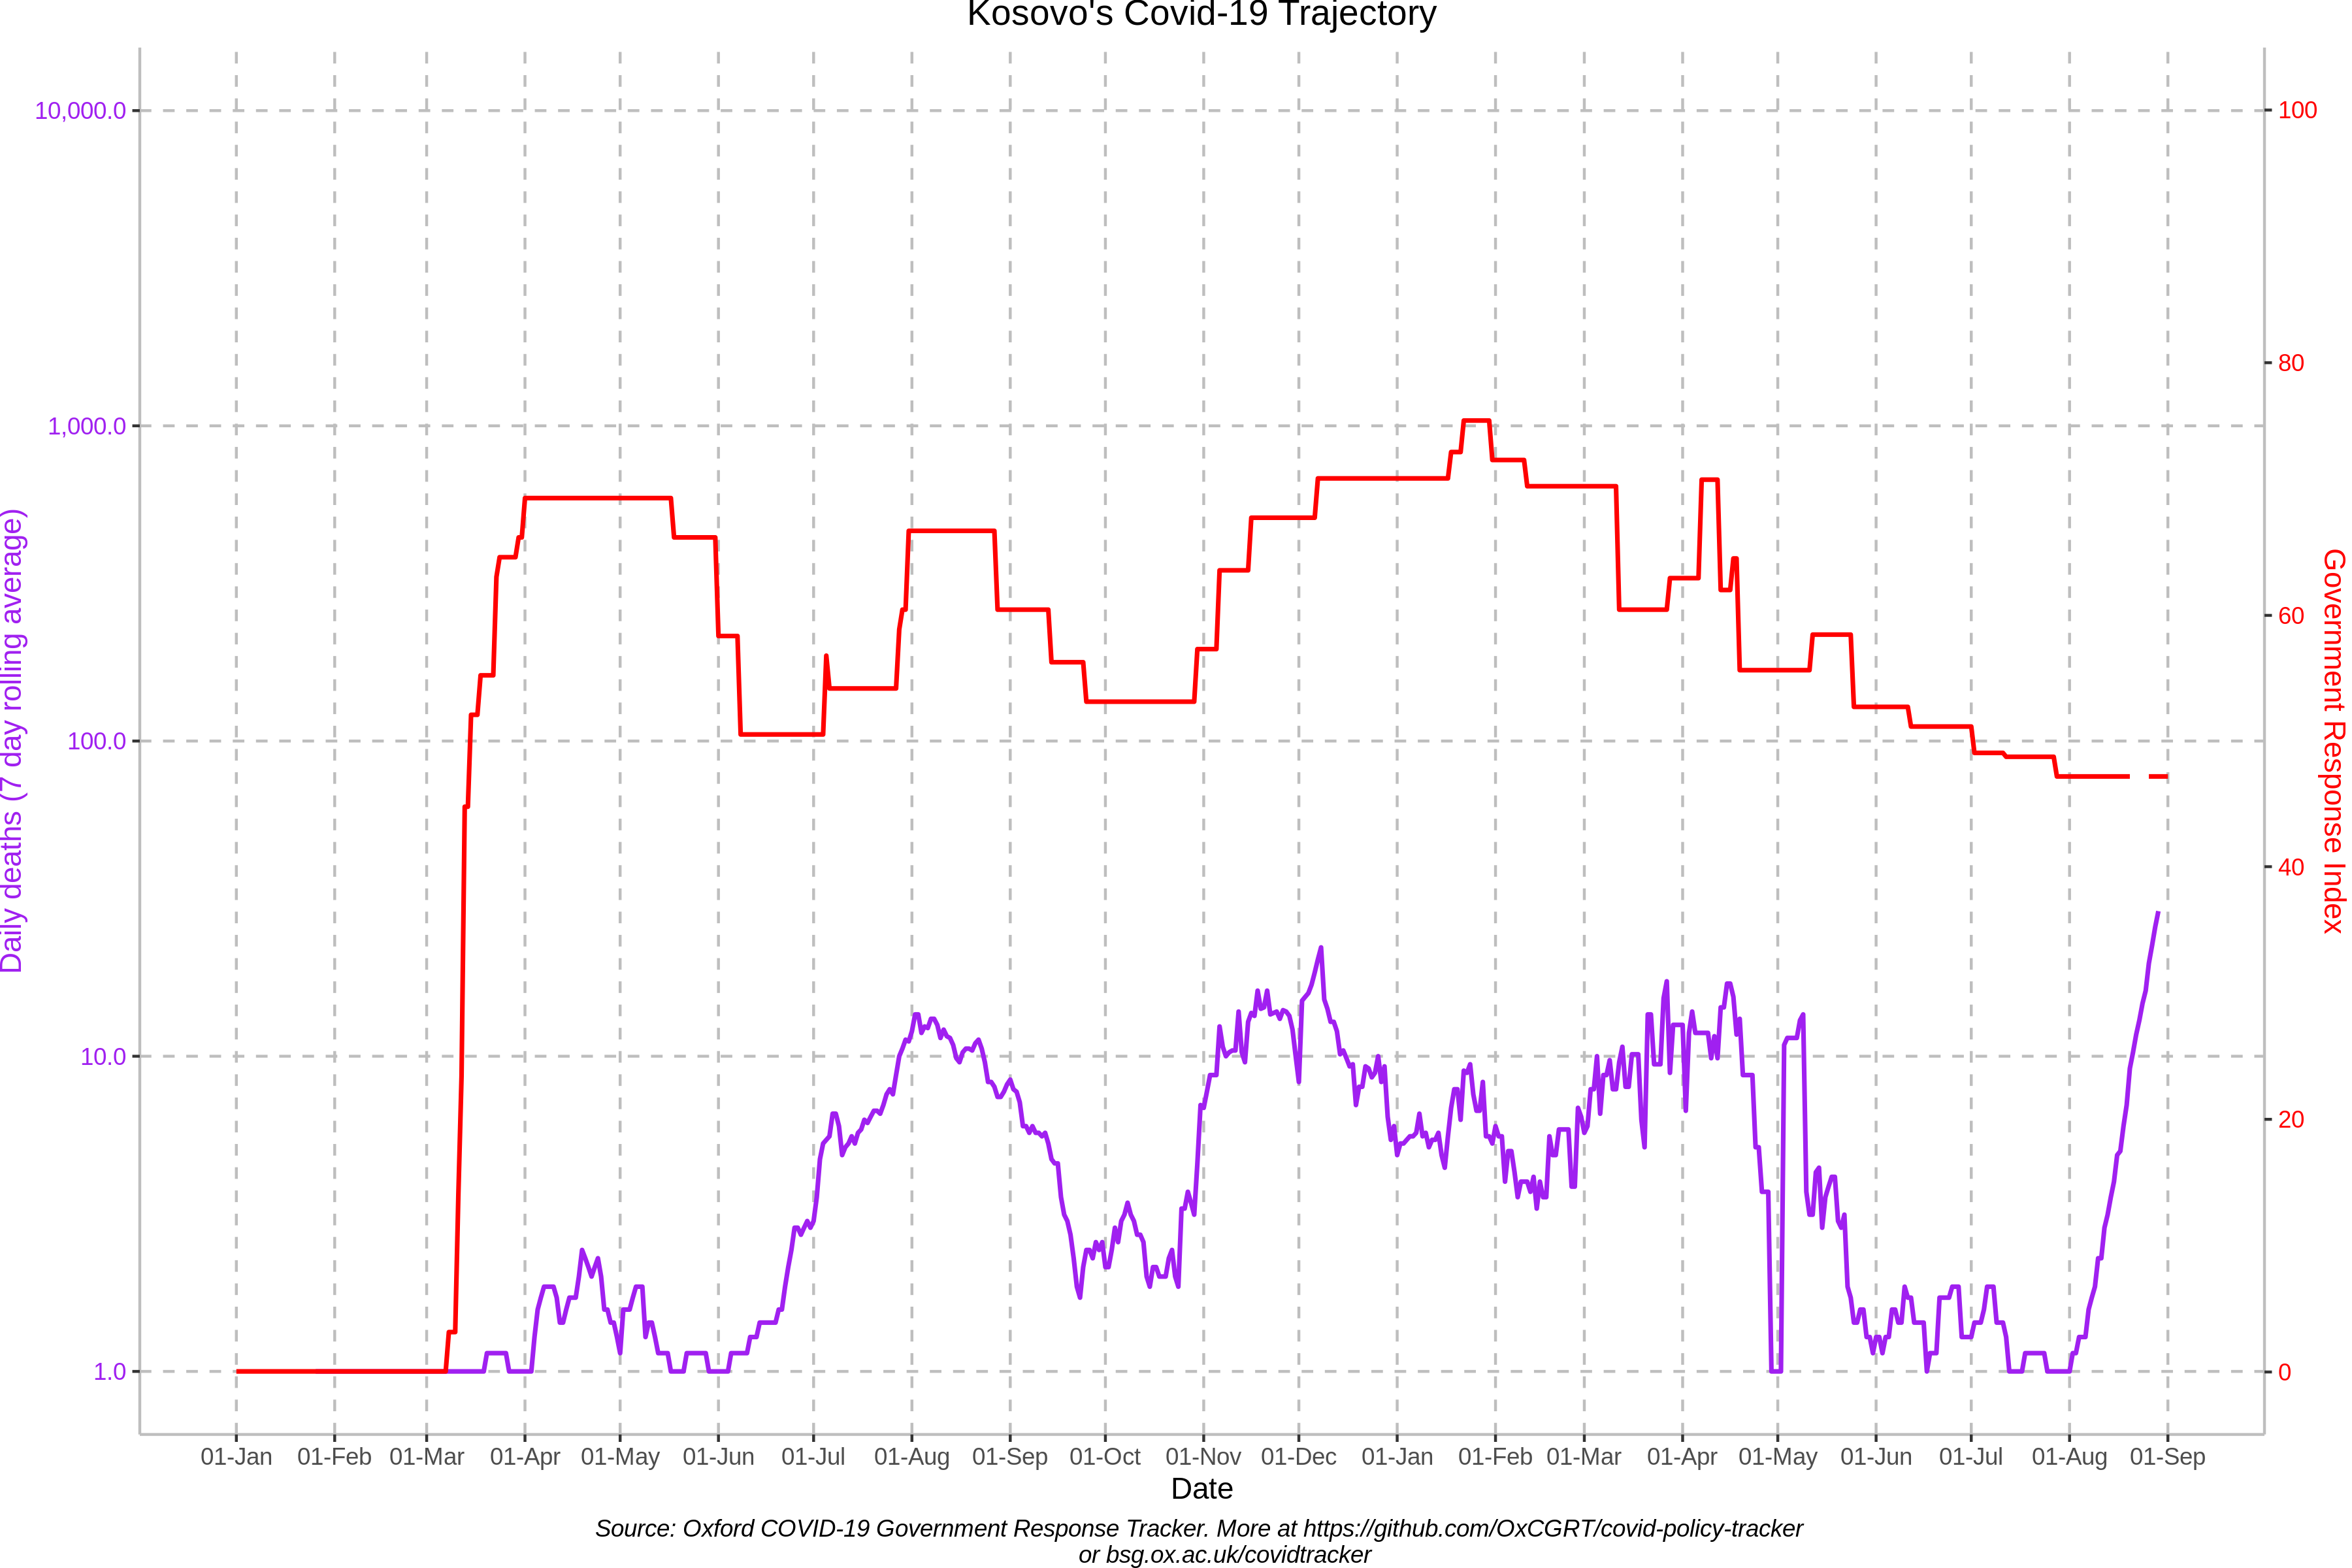 Kosovo's Covid-19 Trajectory
10,000.0
1,000.0
100.0
10.0
1.0
Daily deaths (7 day rolling average)
100
80
60
40
20
0
Government Response Index
01-Jan 01-Feb 01-Mar 01-Apr 01-May 01-Jun 01-Jul 01-Aug 01-Sep 01-Oct 01-Nov 01-Dec 01-Jan 01-Feb 01-Mar 01-Apr 01-May 01-Jun 01-Jul 01-Aug 01-Sep
Date
Source: Oxford COVID-19 Government Response Tracker. More at https://github.com/OxCGRT/covid-policy-tracker
or bsg.ox.ac.uk/covidtracker